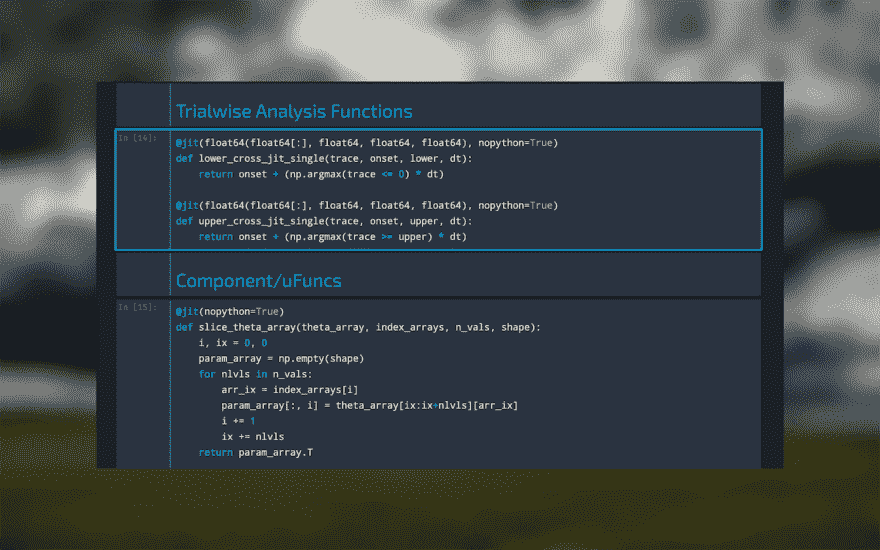 Trialwise Analysis Functions
In [14]:
@jit(float64(float64[:], float64, float64, float64), nopython=True)
def lower_cross_jit_single(trace, onset, lower, dt):
    return onset + (np.argmax(trace <= 0) * dt)
@jit(float64(float64[:], float64, float64, float64), nopython=True)
def upper_cross_jit_single(trace, onset, upper, dt):
    return onset + (np.argmax(trace >= upper) * dt)
Component/uFuncs
In [15]:
@jit(nopython=True)
def slice_theta_array(theta_array, index_arrays, n_vals, shape):
    i, ix = 0, 0
    param_array = np.empty(shape)
    for nlvls in n_vals:
        arr_ix = index_arrays[i]
        param_array[:, i] = theta_array[ix:ix+nlvls][arr_ix]
        i += 1
        ix += nlvls
    return param_array.T